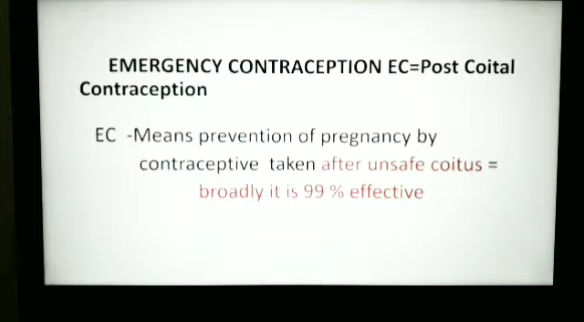 EMERGENCY CONTRACEPTION EC=Post Coital
Contraception
EC -Means prevention of pregnancy by
contraceptive taken after unsafe coitus =
broadly it is 99 % effective